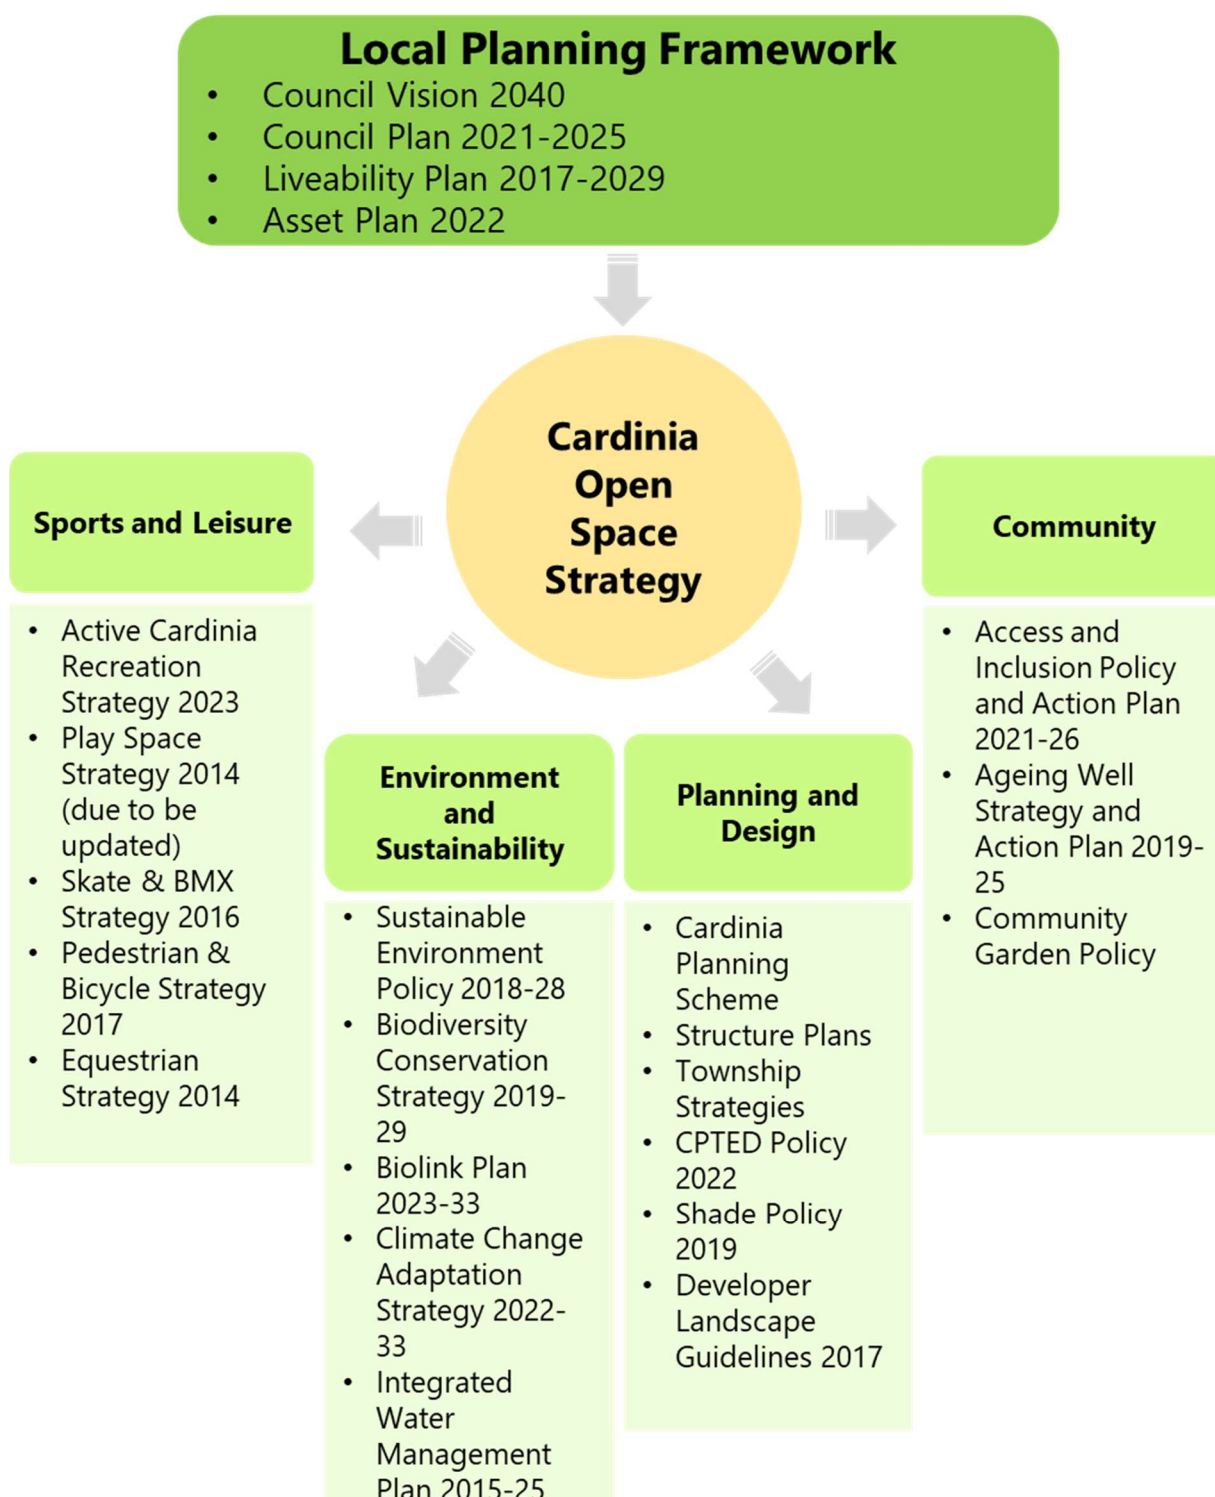 Local Planning Framework
• Council Vision 2040
• Council Plan 2021-2025
• Liveability Plan 2017-2029
• Asset Plan 2022
Cardinia
Open
Space
Strategy
Sports and Leisure
• Active Cardinia
Recreation
Strategy 2023
• Play Space
Strategy 2014
(due to be
updated)
• Skate & BMX
Strategy 2016
• Pedestrian &
Bicycle Strategy
2017
• Equestrian
Strategy 2014
Environment
and
Sustainability
• Sustainable
Environment
Policy 2018-28
• Biodiversity
Conservation
Strategy 2019-
29
• Biolink Plan
2023-33
• Climate Change
Adaptation
Strategy 2022-
33
• Integrated
Water
Management
Plan 2015-25
Planning and
Design
• Cardinia
Planning
Scheme
• Structure Plans
• Township
Strategies
• CPTED Policy
2022
• Shade Policy
2019
• Developer
Landscape
Guidelines 2017
Community
• Access and
Inclusion Policy
and Action Plan
2021-26
• Ageing Well
Strategy and
Action Plan 2019-
25
• Community
Garden Policy